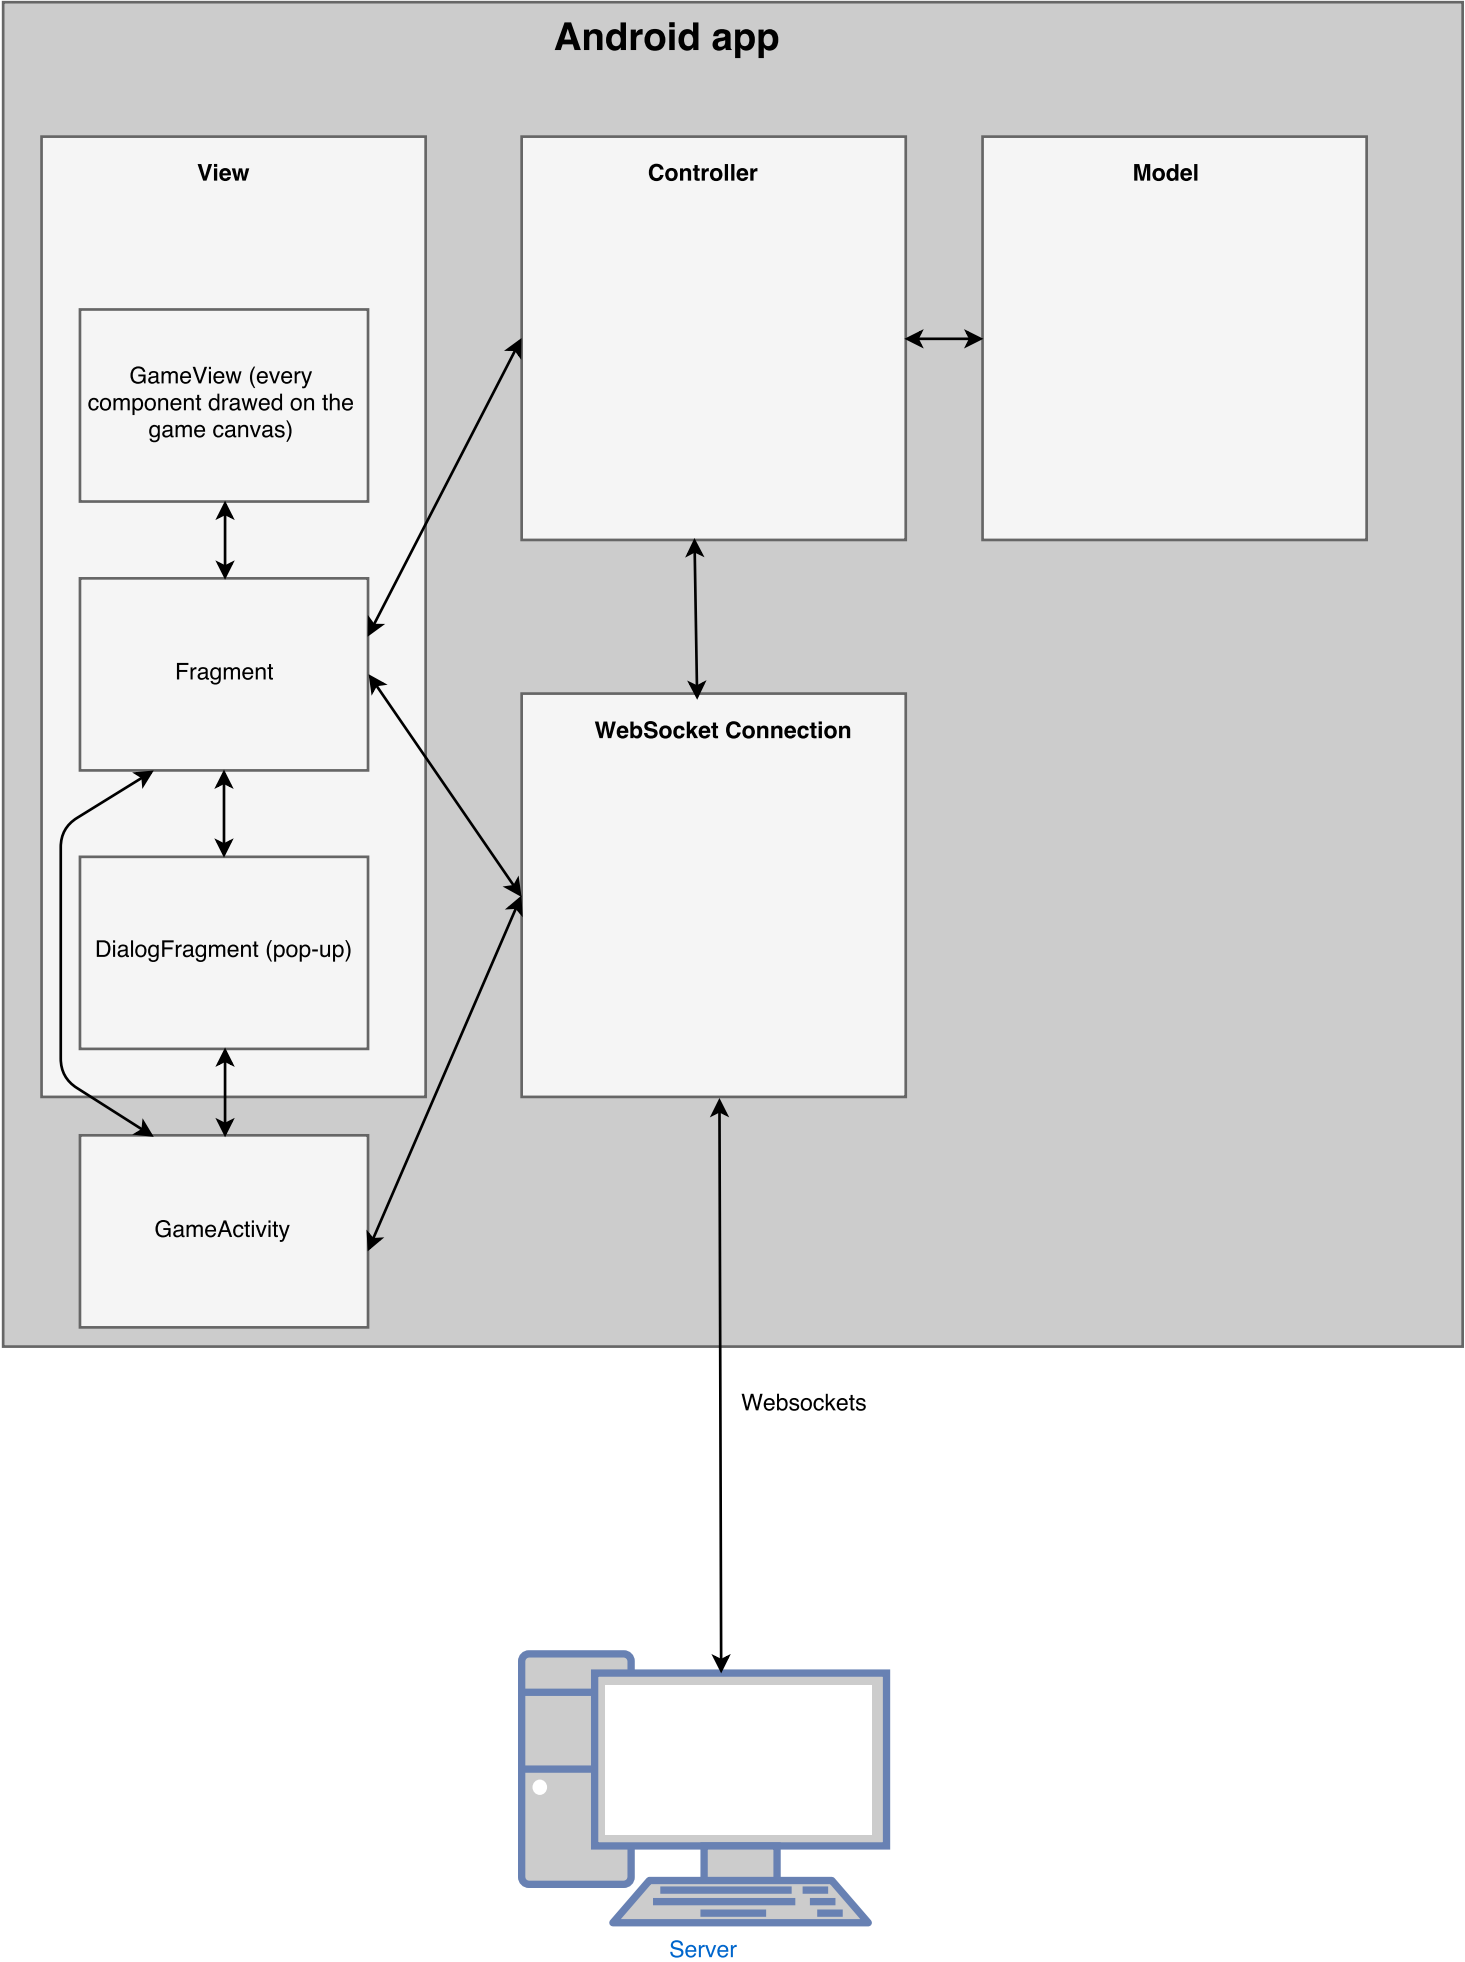 Android app
View
Controller
Model
GameView (every
component drawed on the
game canvas)
Fragment
WebSocket Connection
DialogFragment (pop-up)
GameActivity
Websockets
Server